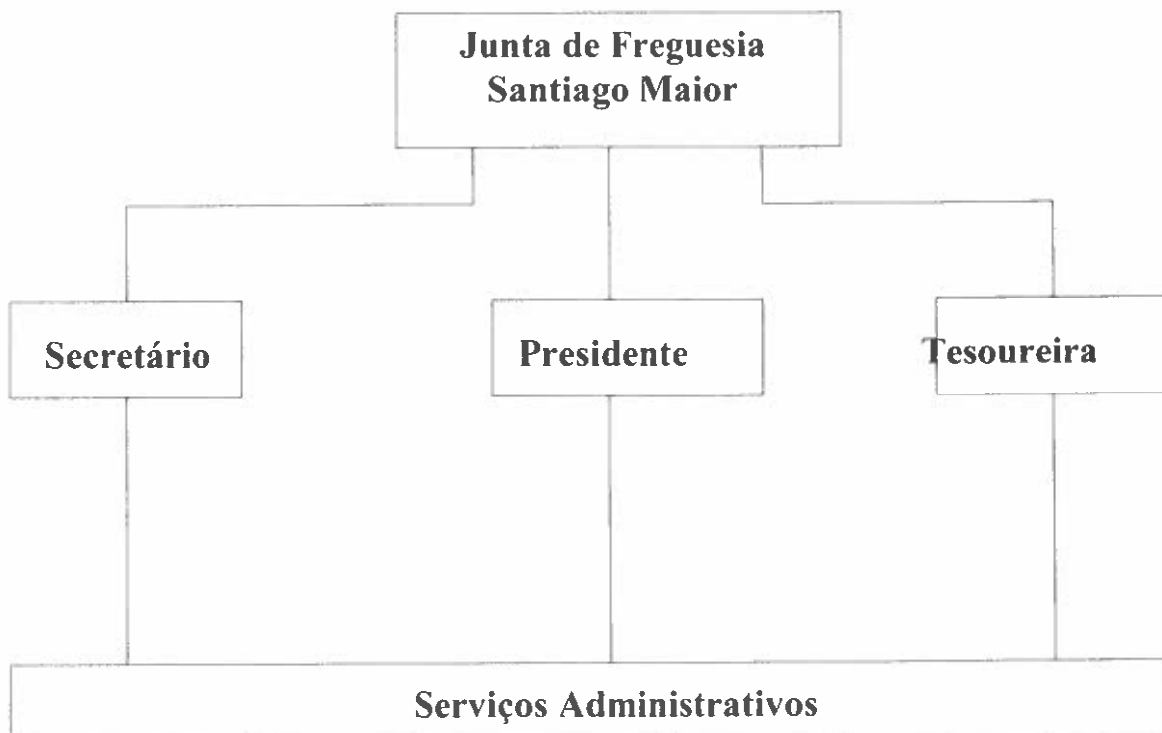 Junta de Freguesia
Santiago Maior
Secretário
Presidente
Tesoureira
Serviços Administrativos